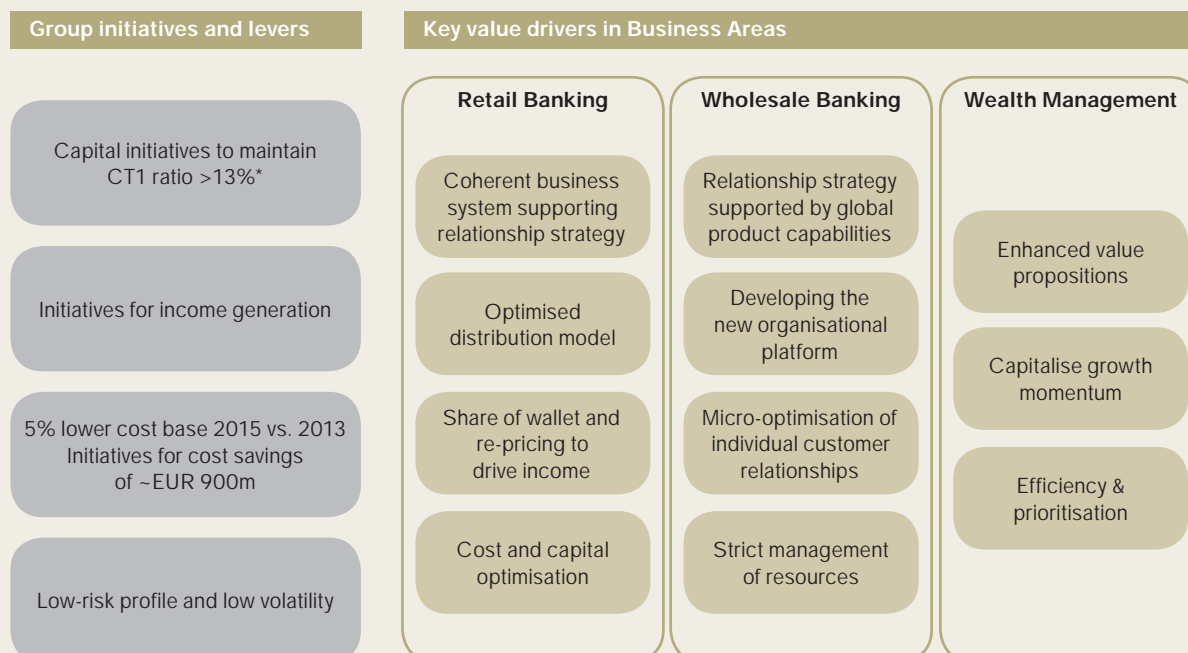 Group initiatives and levers
Capital initiatives to maintain
CT1 ratio >13%*
Initiatives for income generation
5% lower cost base 2015 vs. 2013
Initiatives for cost savings
of ~EUR 900m
Low-risk profile and low volatility
Key value drivers in Business Areas
Retail Banking
Coherent business
system supporting
relationship strategy
Optimised
distribution model
Share of wallet and
re-pricing to
drive income
Cost and capital
optimisation
Wholesale Banking
Relationship strategy
supported by global
product capabilities
Developing the
new organisational
platform
Micro-optimisation of
individual customer
relationships
Strict management
of resources
Wealth Management
Enhanced value
propositions
Capitalise growth
momentum
Efficiency &
prioritisation